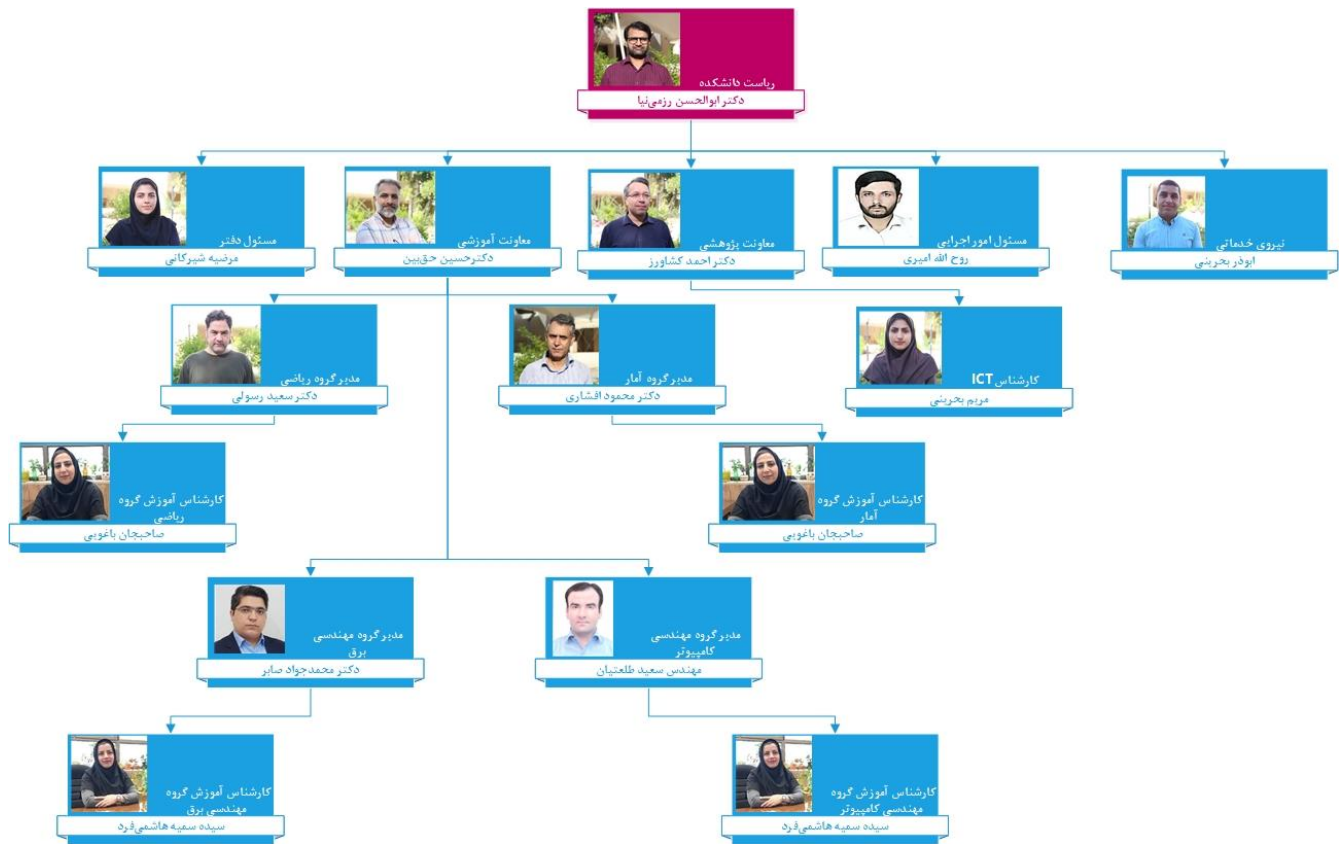 ریاست دانشکده
دکتر ابوالحسن رزمی‌نیا
نیروی خدماتی
ابوذر بحرینی
مسئول امور اجرایی
روح الله امیری
معاونت پژوهشی
دکتر احمد کشاورز
معاونت آموزشی
دکترحسین حق‌بین
مسئول دفتر
مرضیه شیرکانی
کارشناس ICT
مریم بحرینی
مدیر گروه آمار
دکتر محمود افشاری
مدیر گروه ریاضی
دکتر سعید رسولی
کارشناس آموزش گروه
آمار
صاحبجان باغویی
کارشناس آموزش گروه
ریاضی
صاحبجان باغویی
مدیر گروه مهندسی
کامپیوتر
مهندس سعید طلعتیان
مدیر گروه مهندسی
برق
دکتر محمدجواد صابر
کارشناس آموزش گروه
مهندسی کامپیوتر
سیده سمیه هاشمی‌فرد
کارشناس آموزش گروه
مهندسی برق
سیده سمیه هاشمی‌فرد